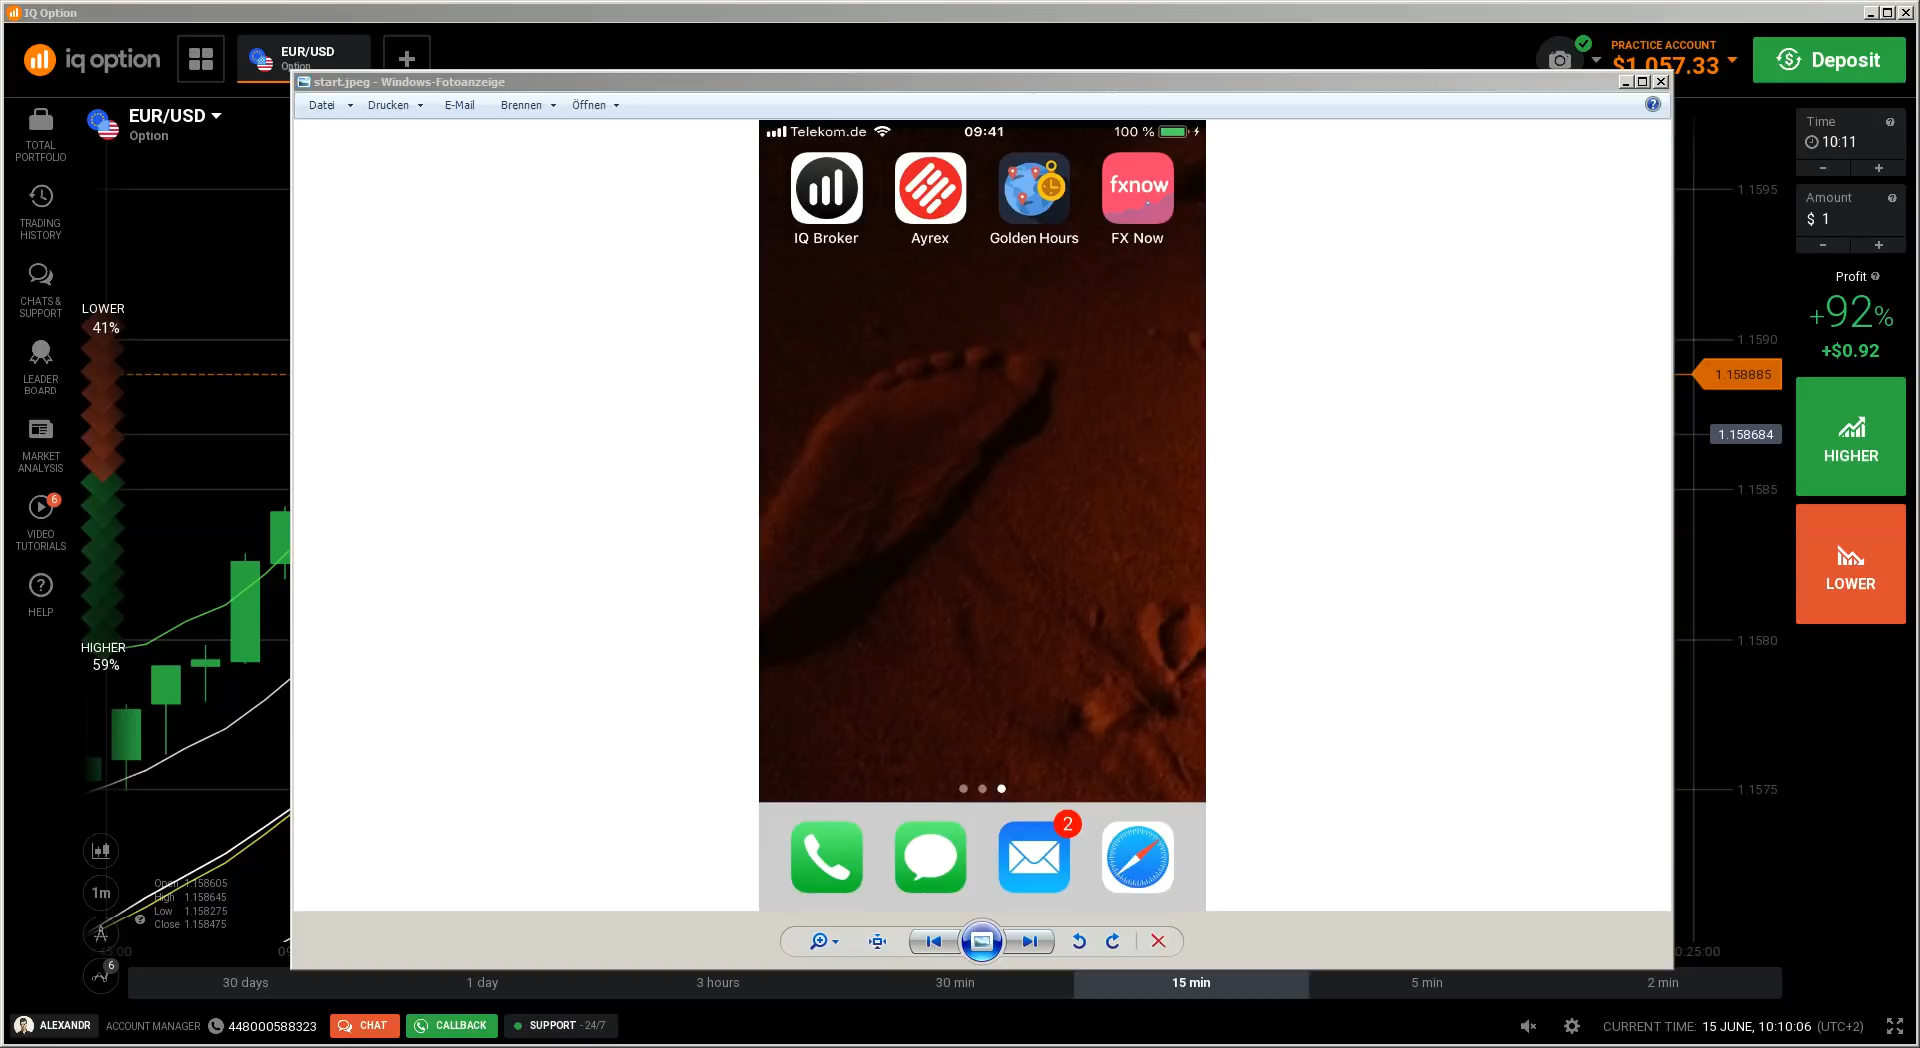 IQ Option
iq option
EUR/USD
Option
PRACTICE ACCOUNT
$1,057.33
Deposit
start.jpeg - Windows-Fotoanzeige
Datei Drucken E-Mail Brennen Öffnen
Telekom.de 09:41 100 %
fxnow
IQ Broker Ayrex Golden Hours FX Now
2
EUR/USD
Option
TOTAL
PORTFOLIO
TRADING
HISTORY
CHATS &
SUPPORT
LEADER
BOARD
MARKET
ANALYSIS
6
VIDEO
TUTORIALS
HELP
LOWER
41%
HIGHER
59%
1m
6
Open 1.158605
High 1.158645
Low 1.158275
Close 1.158475
1.1595
1.1590
1.158885
1.158684
1.1585
1.1580
1.1575
Time
10:11
- +
Amount
$ 1
- +
Profit
+92%
+$0.92
HIGHER
LOWER
30 days 1 day 3 hours 30 min 15 min 5 min 2 min
ALEXANDR ACCOUNT MANAGER 448000588323 CHAT CALLBACK SUPPORT - 24/7
CURRENT TIME: 15 JUNE, 10:10:06 (UTC+2)